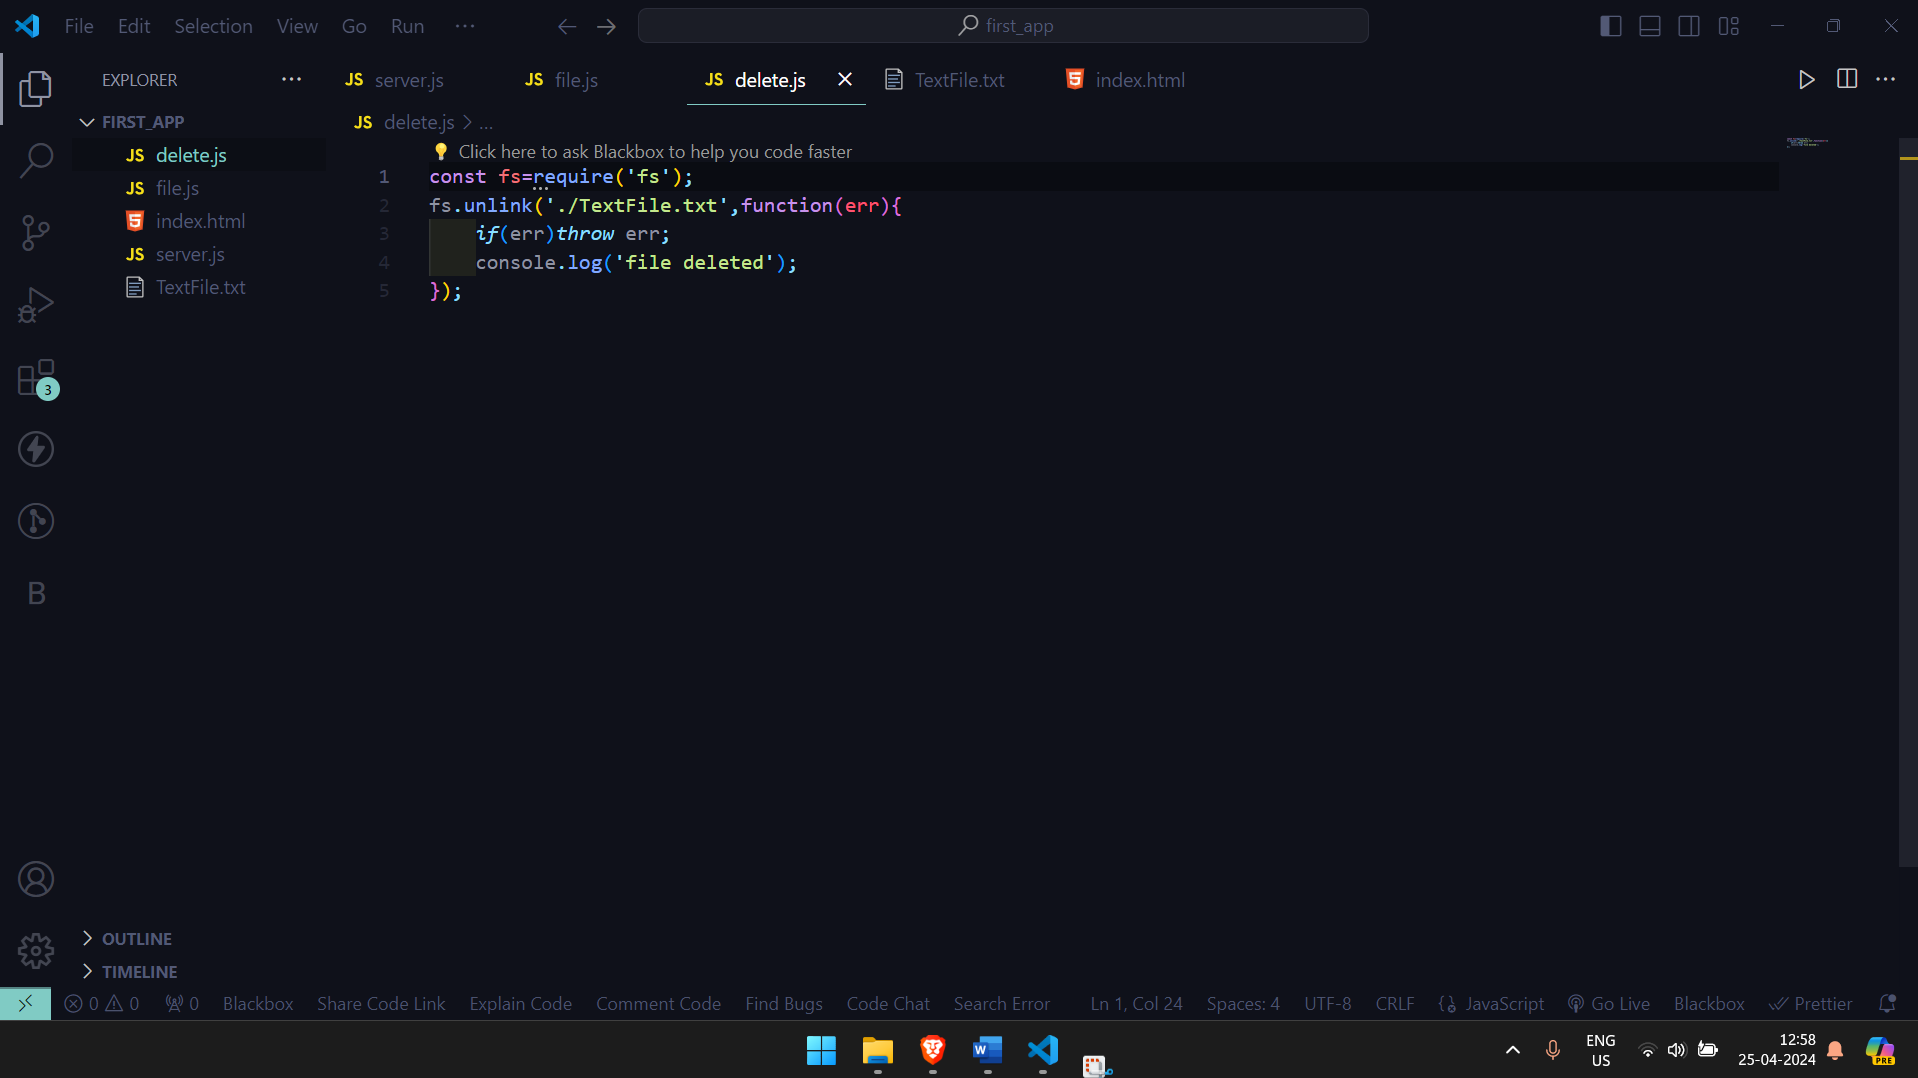 File Edit Selection View Go Run ··· first_app
EXPLORER ···
FIRST_APP
JS delete.js
JS file.js
index.html
JS server.js
TextFile.txt
OUTLINE
TIMELINE
3
B
JS server.js JS file.js JS delete.js TextFile.txt index.html
JS delete.js > ...
Click here to ask Blackbox to help you code faster
1 const fs=require('fs');
2 fs.unlink('./TextFile.txt',function(err){
3 if(err)throw err;
4 console.log('file deleted');
5 });
0 0 0 Blackbox Share Code Link Explain Code Comment Code Find Bugs Code Chat Search Error Ln 1, Col 24 Spaces: 4 UTF-8 CRLF JavaScript Go Live Blackbox Prettier
W
ENG
US
12:58
25-04-2024
PRE